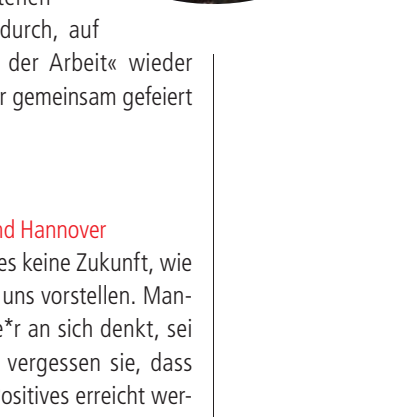 durch, auf
der Arbeit« wieder
r gemeinsam gefeiert
nd Hannover
es keine Zukunft, wie
uns vorstellen. Man-
e*r an sich denkt, sei
vergessen sie, dass
ositives erreicht wer-